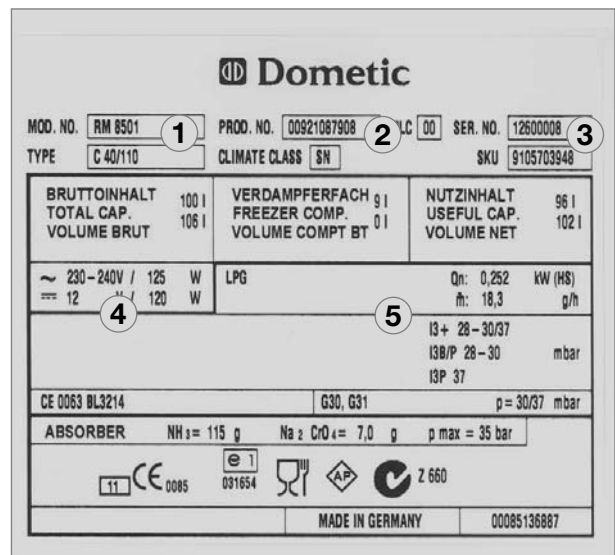 Dometic
MOD. NO. RM 8501 1 PROD. NO. 00921087908 2 LC 00 SER. NO. 12600008 3
TYPE C 40/110 CLIMATE CLASS SN SKU 9105703948
BRUTTOINHALT 100 l
TOTAL CAP. 106 l
VOLUME BRUT
VERDAMPFERFACH 9 l
FREEZER COMP. 0 l
VOLUME COMPT BT
NUTZINHALT 96 l
USEFUL CAP. 102 l
VOLUME NET
~ 230-240V / 125 W
12 / 120 W
4
LPG Qn: 0,252 kW (HS)
ṁ: 18,3 g/h
5
I3+ 28-30/37
I3B/P 28-30 mbar
I3P 37
CE 0063 BL3214 G30, G31 p = 30/37 mbar
ABSORBER NH3 = 115 g Na2 CrO4 = 7,0 g p max = 35 bar
11 CE 0085 e 1 031654 AP Z 660
MADE IN GERMANY 00085136887